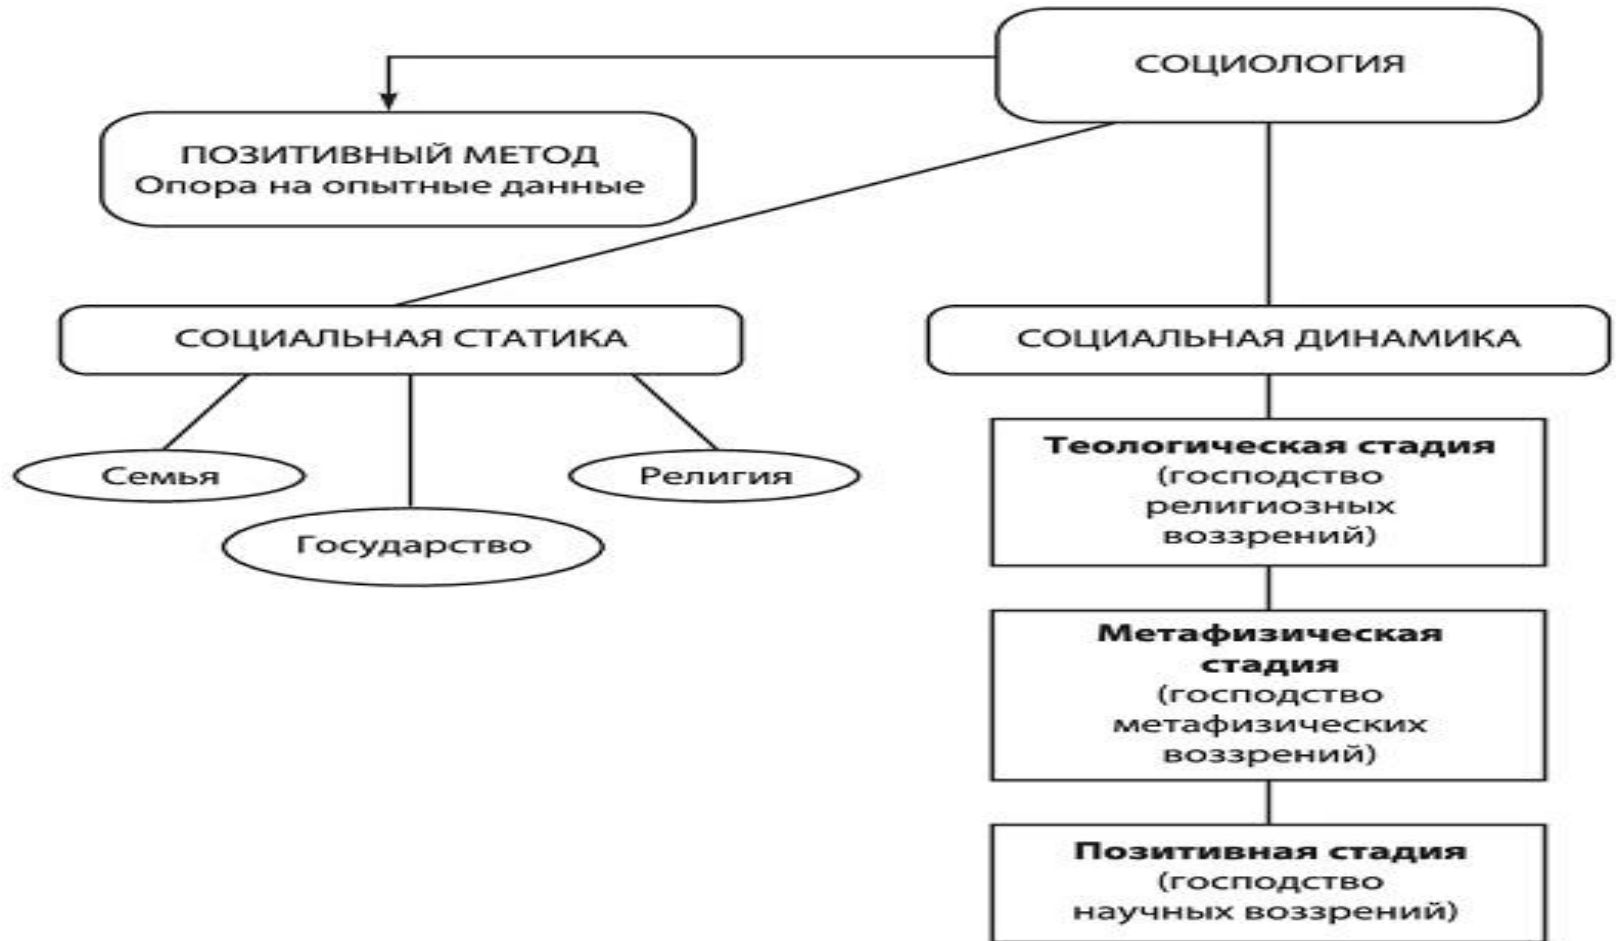 СОЦИОЛОГИЯ
ПОЗИТИВНЫЙ МЕТОД
Опора на опытные данные
СОЦИАЛЬНАЯ СТАТИКА
СОЦИАЛЬНАЯ ДИНАМИКА
Семья
Государство
Религия
Теологическая стадия
(господство
религиозных
воззрений)
Метафизическая
стадия
(господство
метафизических
воззрений)
Позитивная стадия
(господство
научных воззрений)